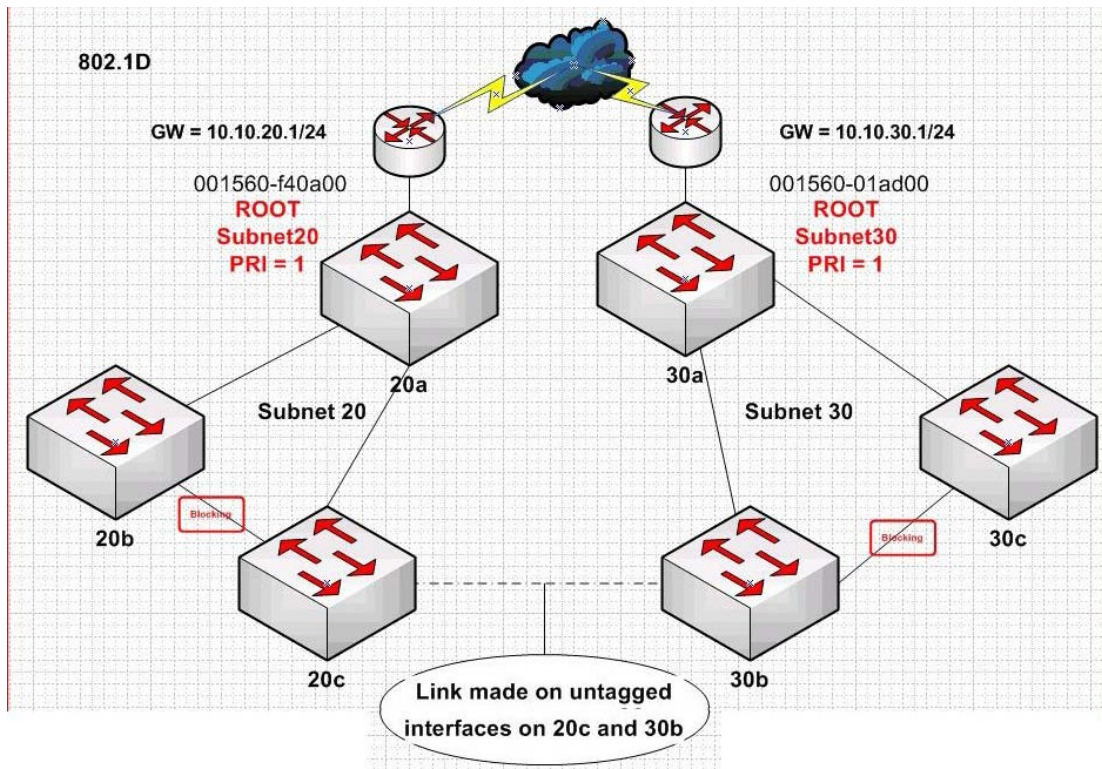 802.1D
GW = 10.10.20.1/24
GW = 10.10.30.1/24
001560-f40a00
ROOT
Subnet20
PRI = 1
001560-01ad00
ROOT
Subnet30
PRI = 1
20a
30a
Subnet 20
Subnet 30
Blocking
Blocking
20b
30c
20c
30b
Link made on untagged
interfaces on 20c and 30b